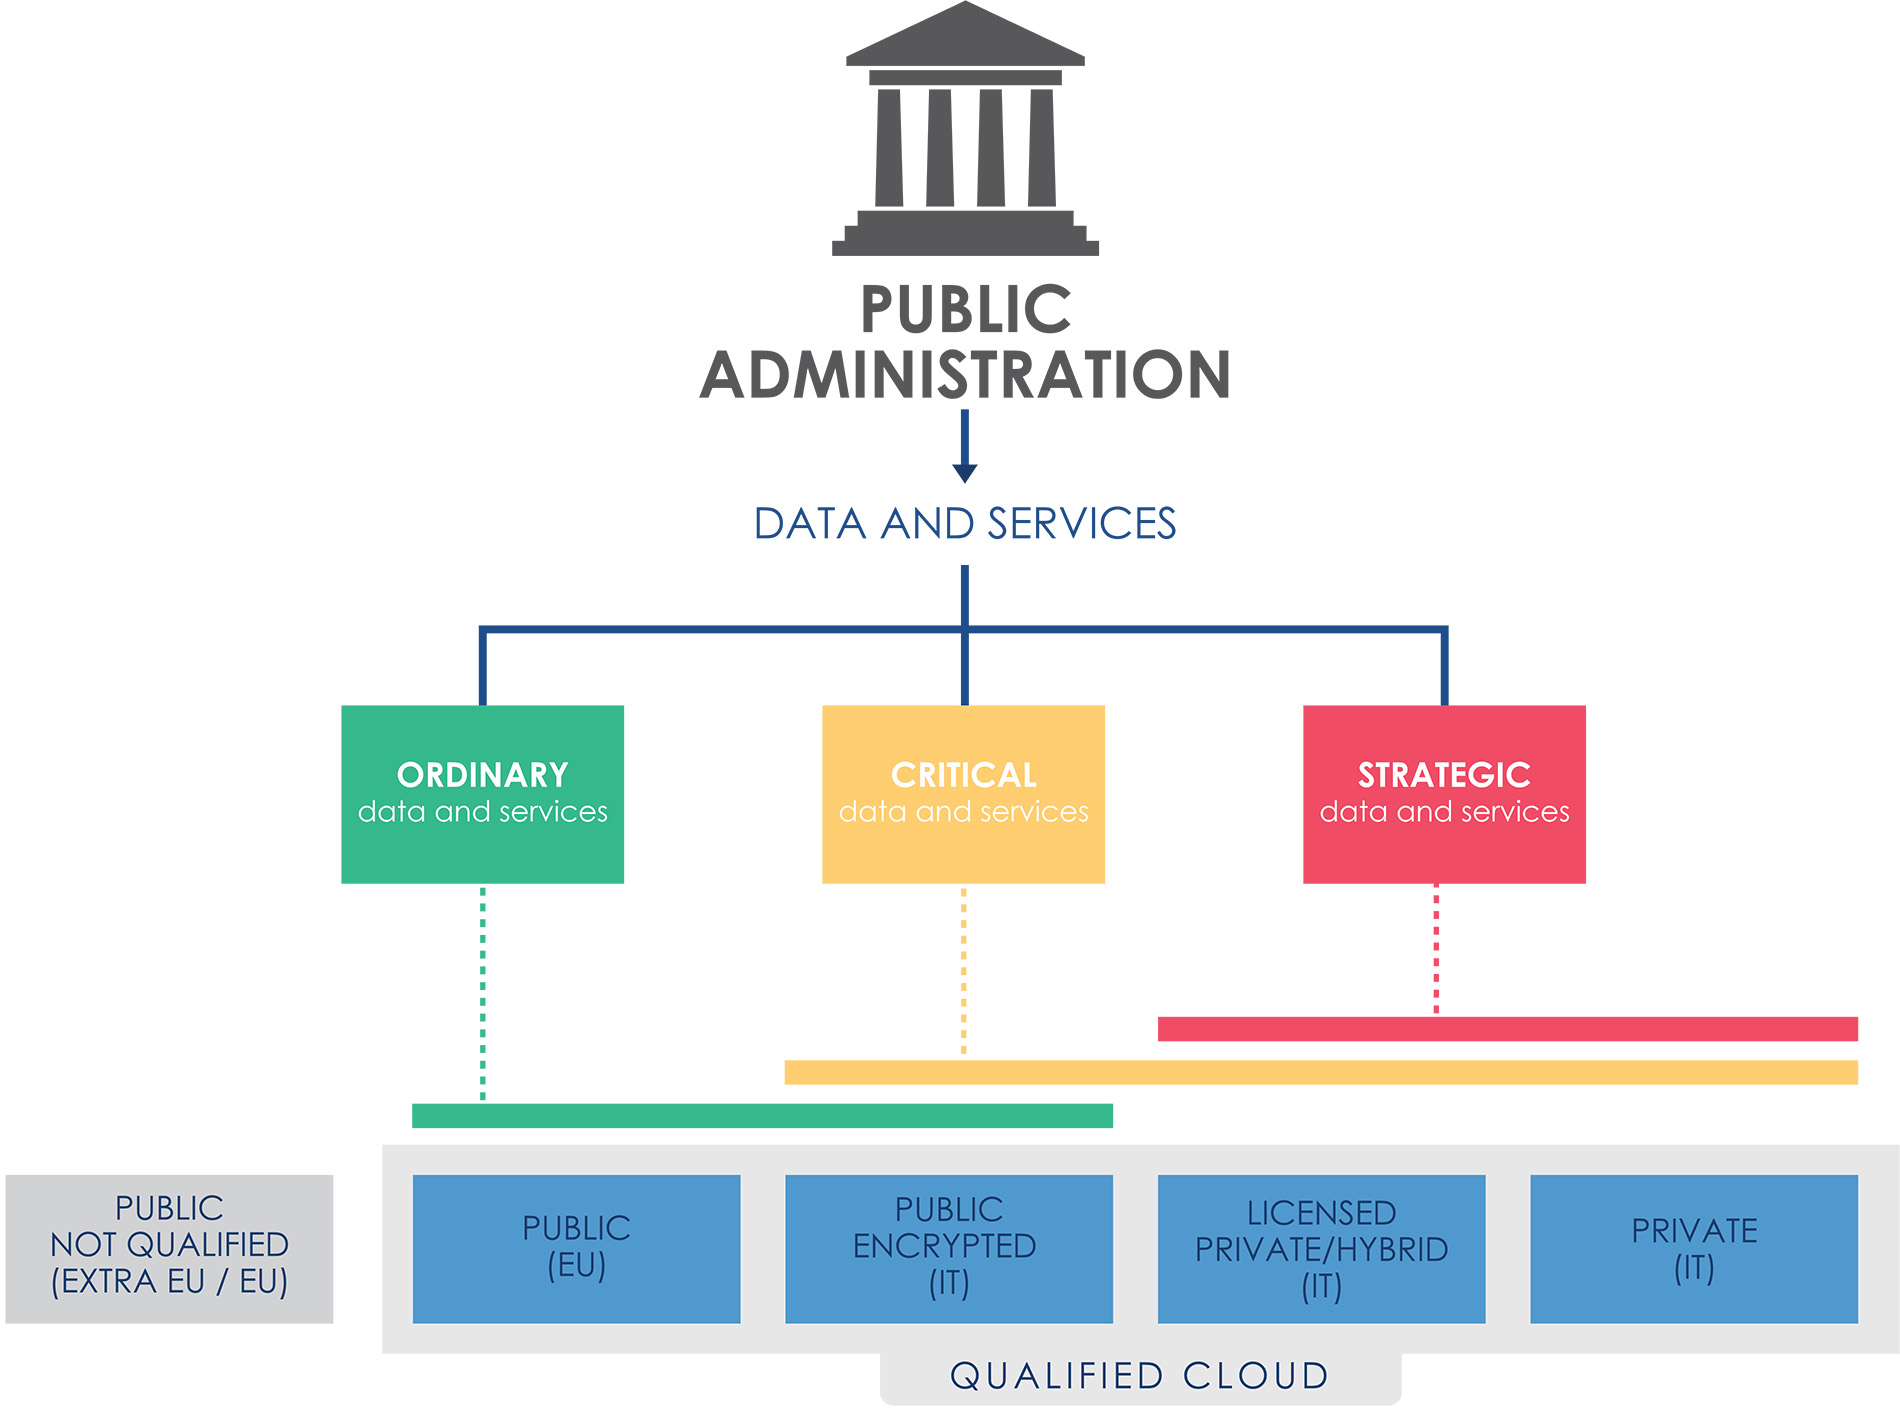 PUBLIC
ADMINISTRATION
DATA AND SERVICES
ORDINARY
data and services
CRITICAL
data and services
STRATEGIC
data and services
PUBLIC
NOT QUALIFIED
(EXTRA EU / EU)
PUBLIC
(EU)
PUBLIC
ENCRYPTED
(IT)
LICENSED
PRIVATE/HYBRID
(IT)
PRIVATE
(IT)
QUALIFIED CLOUD